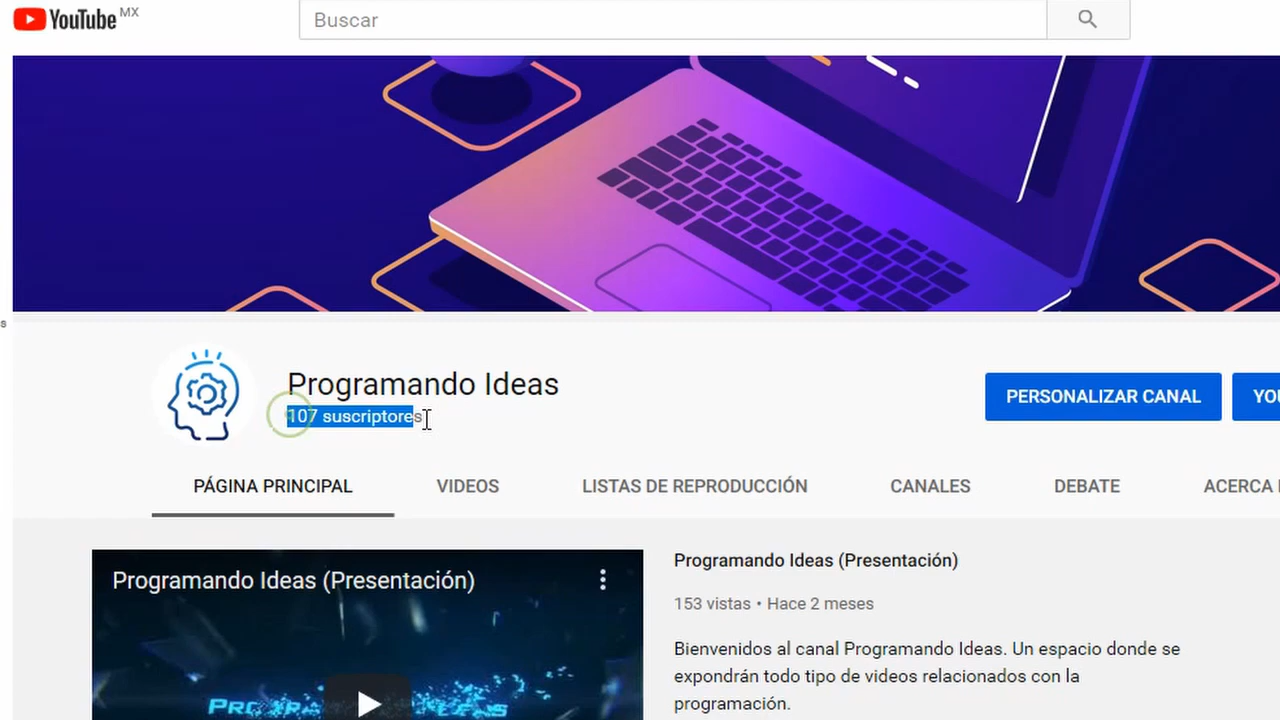 YouTube MX
Buscar
s
Programando Ideas
107 suscriptores
PERSONALIZAR CANAL
YOU
PÁGINA PRINCIPAL
VIDEOS
LISTAS DE REPRODUCCIÓN
CANALES
DEBATE
ACERCA
Programando Ideas (Presentación)
Programando Ideas (Presentación)
153 vistas • Hace 2 meses
Bienvenidos al canal Programando Ideas. Un espacio donde se
expondrán todo tipo de videos relacionados con la
programación.